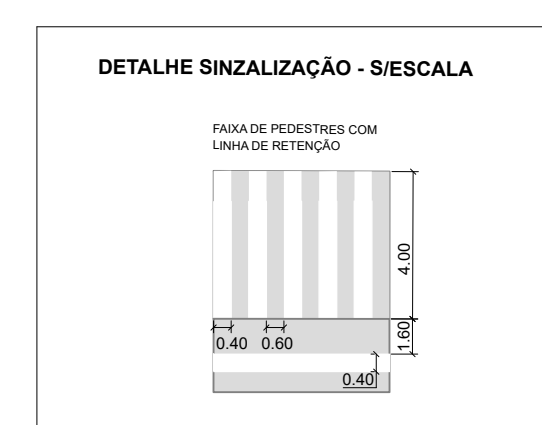 DETALHE SINZALIZAÇÃO - S/ESCALA
FAIXA DE PEDESTRES COM
LINHA DE RETENÇÃO
4.00
1.60
0.40 0.60
0.40